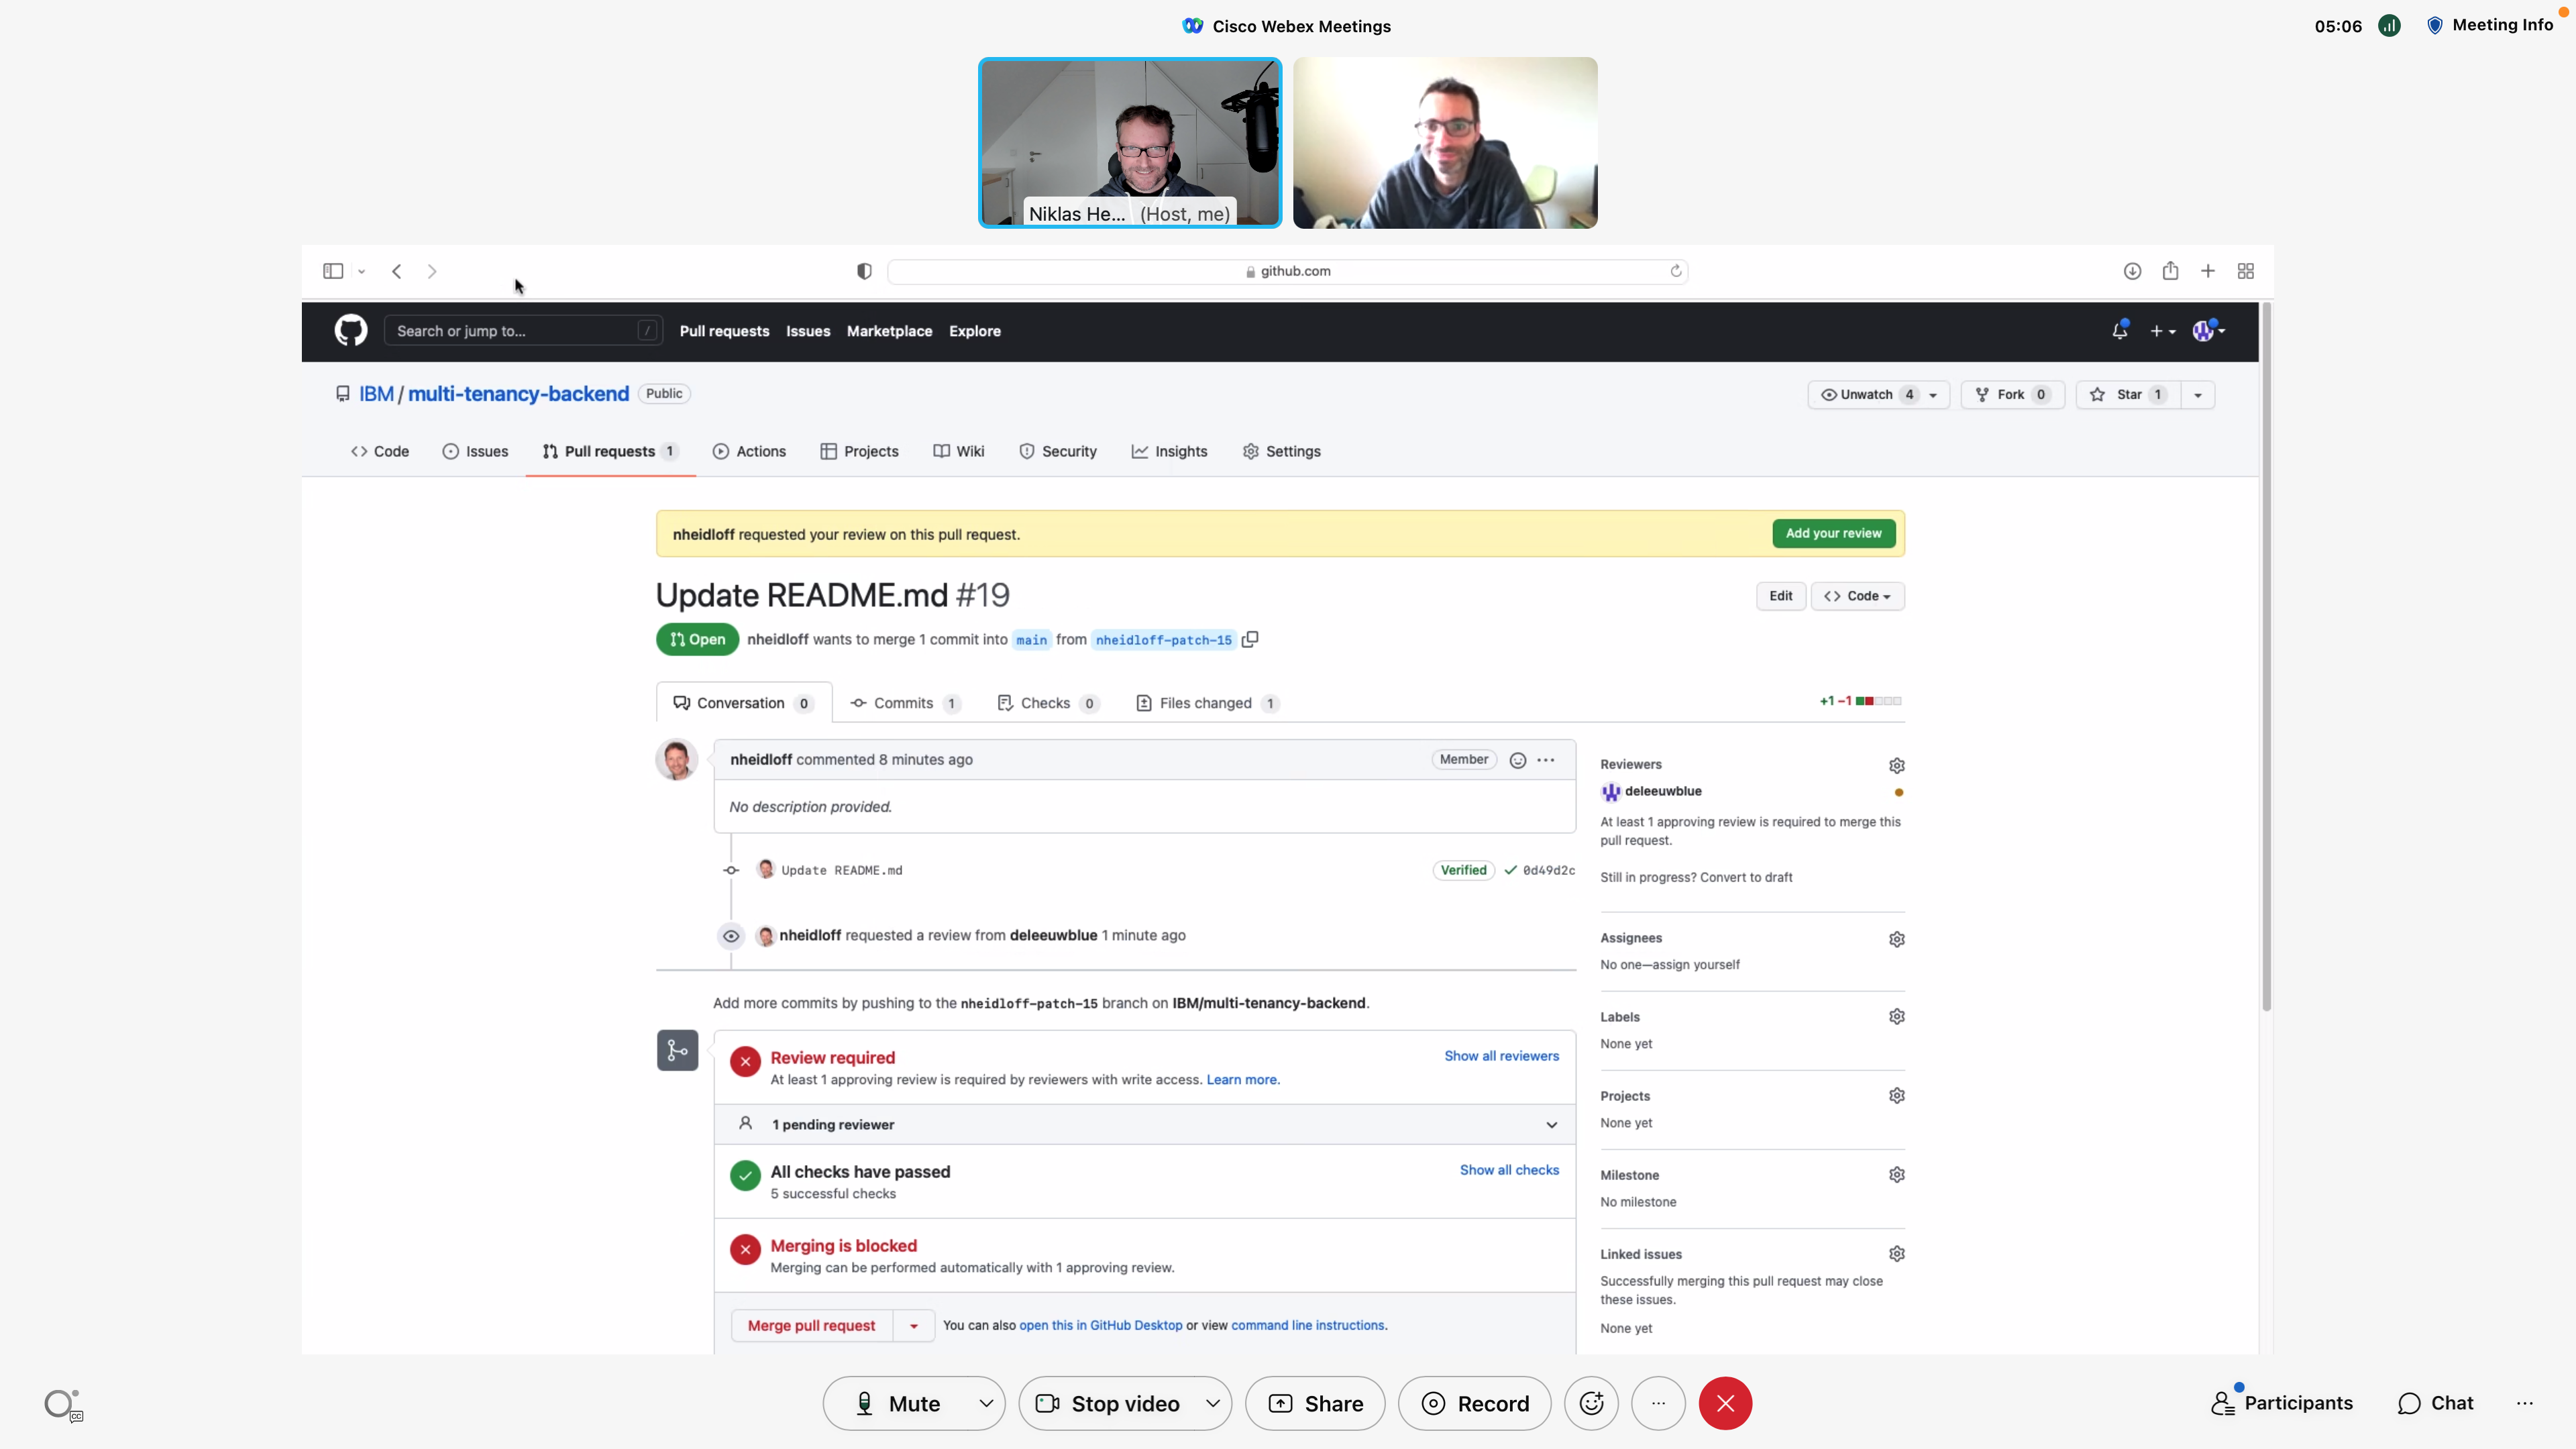 Cisco Webex Meetings
05:06
Meeting Info
Niklas He... (Host, me)
github.com
Search or jump to... /
Pull requests Issues Marketplace Explore
IBM / multi-tenancy-backend Public
Unwatch 4 Fork 0 Star 1
Code Issues Pull requests 1 Actions Projects Wiki Security Insights Settings
nheidloff requested your review on this pull request.
Add your review
Update README.md #19
Edit Code
Open nheidloff wants to merge 1 commit into main from nheidloff-patch-15
Conversation 0 Commits 1 Checks 0 Files changed 1
+1 −1
nheidloff commented 8 minutes ago
Member ...
No description provided.
Update README.md
Verified 0d49d2c
nheidloff requested a review from deleeuwblue 1 minute ago
Add more commits by pushing to the nheidloff-patch-15 branch on IBM/multi-tenancy-backend.
Review required
Show all reviewers
At least 1 approving review is required by reviewers with write access. Learn more.
1 pending reviewer
All checks have passed
Show all checks
5 successful checks
Merging is blocked
Merging can be performed automatically with 1 approving review.
Merge pull request
You can also open this in GitHub Desktop or view command line instructions.
Reviewers
deleeuwblue
At least 1 approving review is required to merge this
pull request.
Still in progress? Convert to draft
Assignees
No one—assign yourself
Labels
None yet
Projects
None yet
Milestone
No milestone
Linked issues
Successfully merging this pull request may close
these issues.
None yet
CC
Mute
Stop video
Share
Record
...
Participants
Chat
...